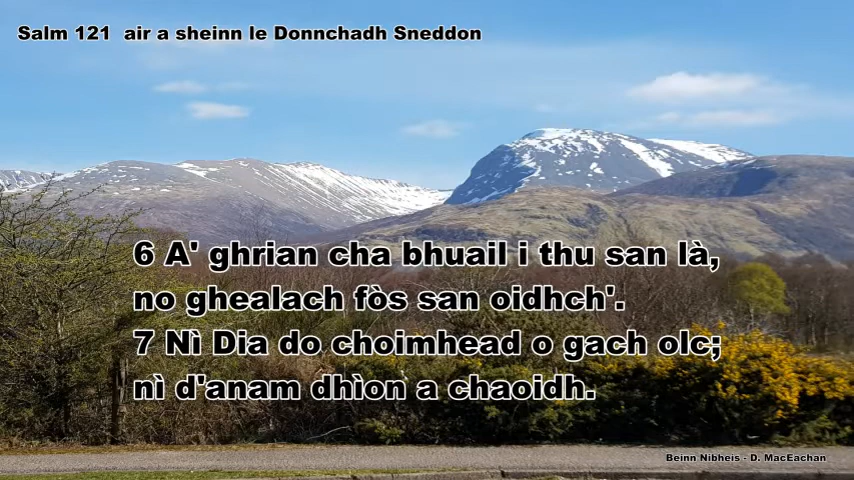 Salm 121 air a sheinn le Donnchadh Sneddon
6 A' ghrian cha bhuail i thu san là,
no ghealach fòs san oidhch'.
7 Nì Dia do choimhead o gach olc;
nì d'anam dhìon a chaoidh.
Beinn Nibheis - D. MacEachan